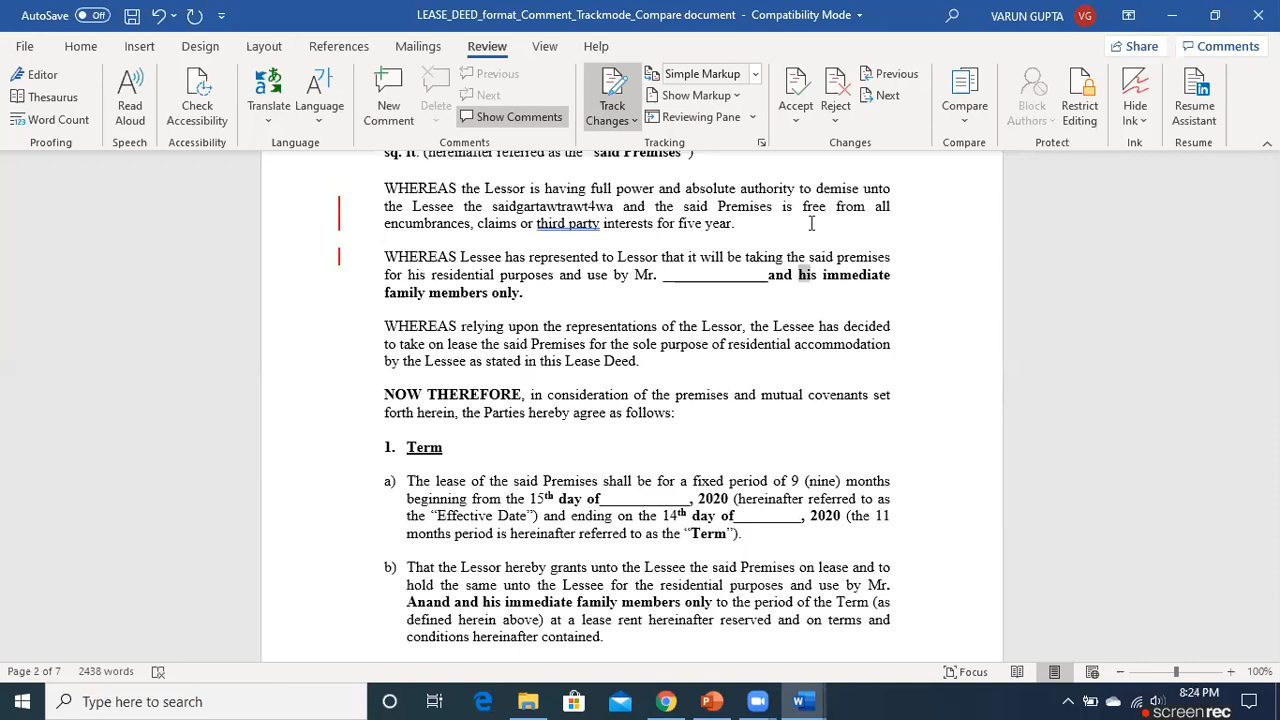 AutoSave Off LEASE_DEED_format_Comment_Trackmode_Compare document - Compatibility Mode VARUN GUPTA VG
File Home Insert Design Layout References Mailings Review View Help Share Comments
Editor
Thesaurus
Word Count
Proofing
Read Aloud
Speech
Check Accessibility
Accessibility
Translate Language
Language
New Comment Delete
Previous
Next
Show Comments
Comments
Track Changes
Simple Markup
Show Markup
Reviewing Pane
Tracking
Accept Reject
Previous
Next
Changes
Compare
Compare
Block Authors Restrict Editing
Protect
Hide Ink
Ink
Resume Assistant
Resume
sq. ft. (hereinafter referred to as the "said Premises")
WHEREAS the Lessor is having full power and absolute authority to demise unto
the Lessee the saidgartawtrawt4wa and the said Premises is free from all
encumbrances, claims or third party interests for five year.
WHEREAS Lessee has represented to Lessor that it will be taking the said premises
for his residential purposes and use by Mr. ______________and his immediate
family members only.
WHEREAS relying upon the representations of the Lessor, the Lessee has decided
to take on lease the said Premises for the sole purpose of residential accommodation
by the Lessee as stated in this Lease Deed.
NOW THEREFORE, in consideration of the premises and mutual covenants set
forth herein, the Parties hereby agree as follows:
1. Term
a) The lease of the said Premises shall be for a fixed period of 9 (nine) months
beginning from the 15th day of____________, 2020 (hereinafter referred to as
the “Effective Date”) and ending on the 14th day of_________, 2020 (the 11
months period is hereinafter referred to as the “Term”).
b) That the Lessor hereby grants unto the Lessee the said Premises on lease and to
hold the same unto the Lessee for the residential purposes and use by Mr.
Anand and his immediate family members only to the period of the Term (as
defined herein above) at a lease rent hereinafter reserved and on terms and
conditions hereinafter contained.
Page 2 of 7 2438 words Focus 100%
Type here to search 8:24 PM
screenrec